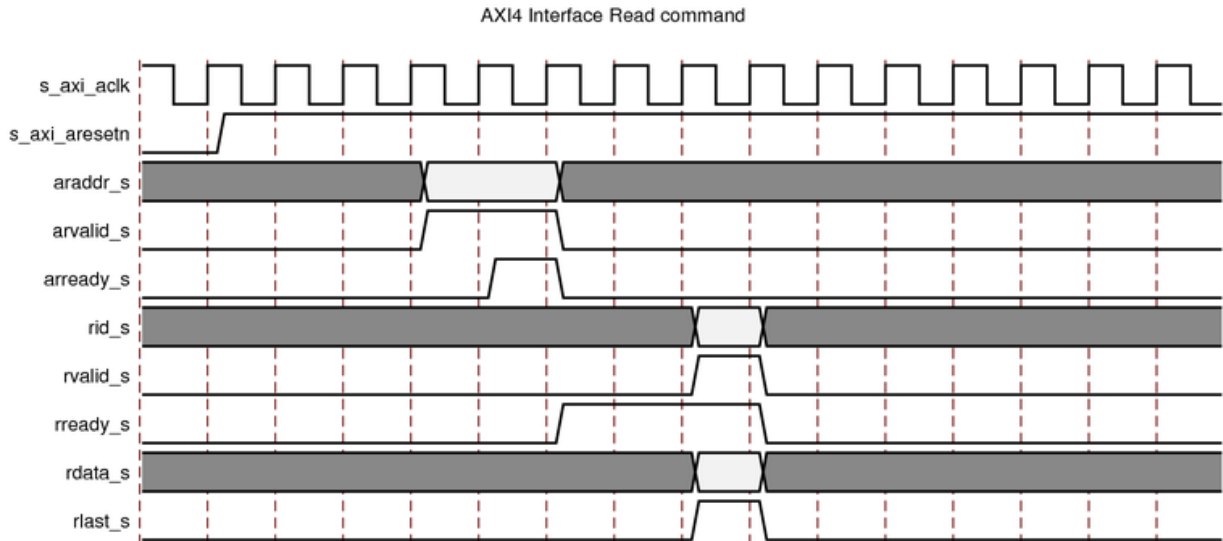 AXI4 Interface Read command
s_axi_aclk
s_axi_aresetn
araddr_s
arvalid_s
arready_s
rid_s
rvalid_s
rready_s
rdata_s
rlast_s